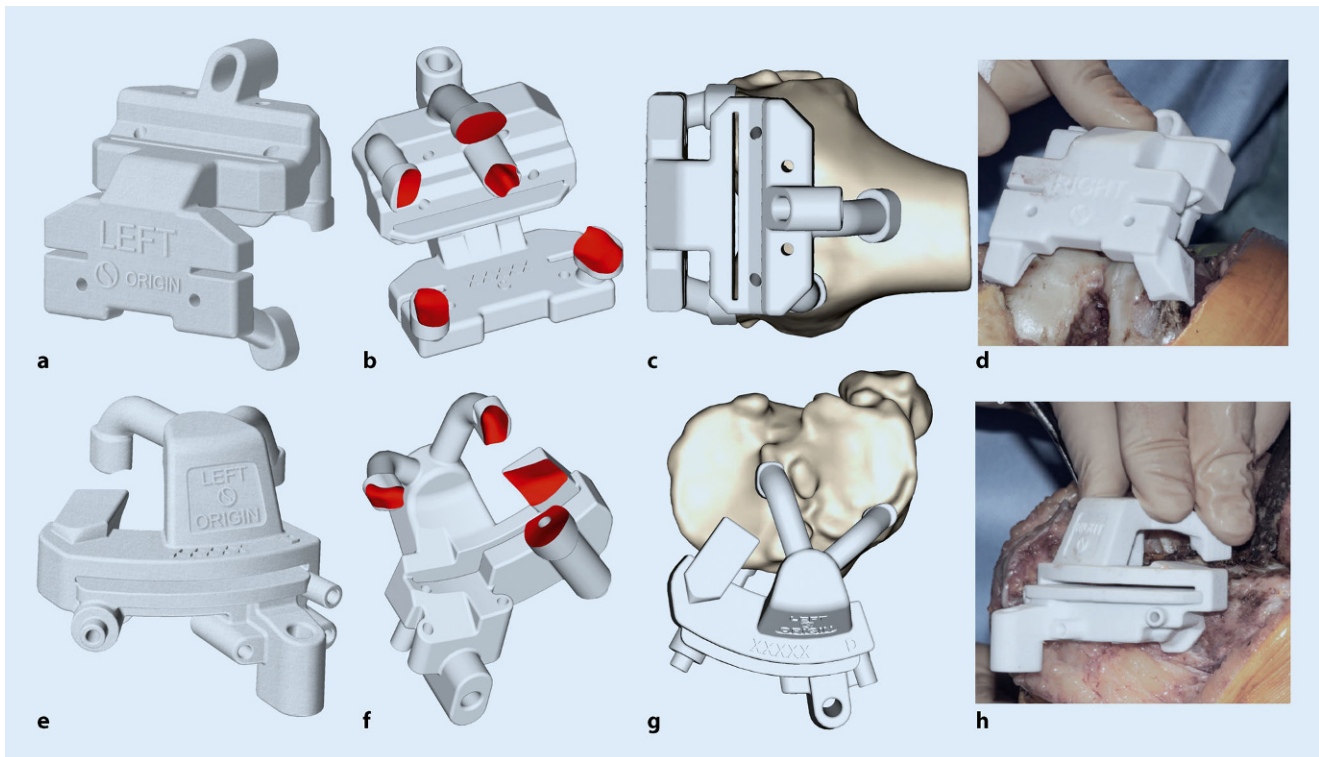 LEFT
ORIGIN
a
b
c
RIGHT
d
LEFT
ORIGIN
e
f
LEFT
ORIGIN
XXXXX D
g
h